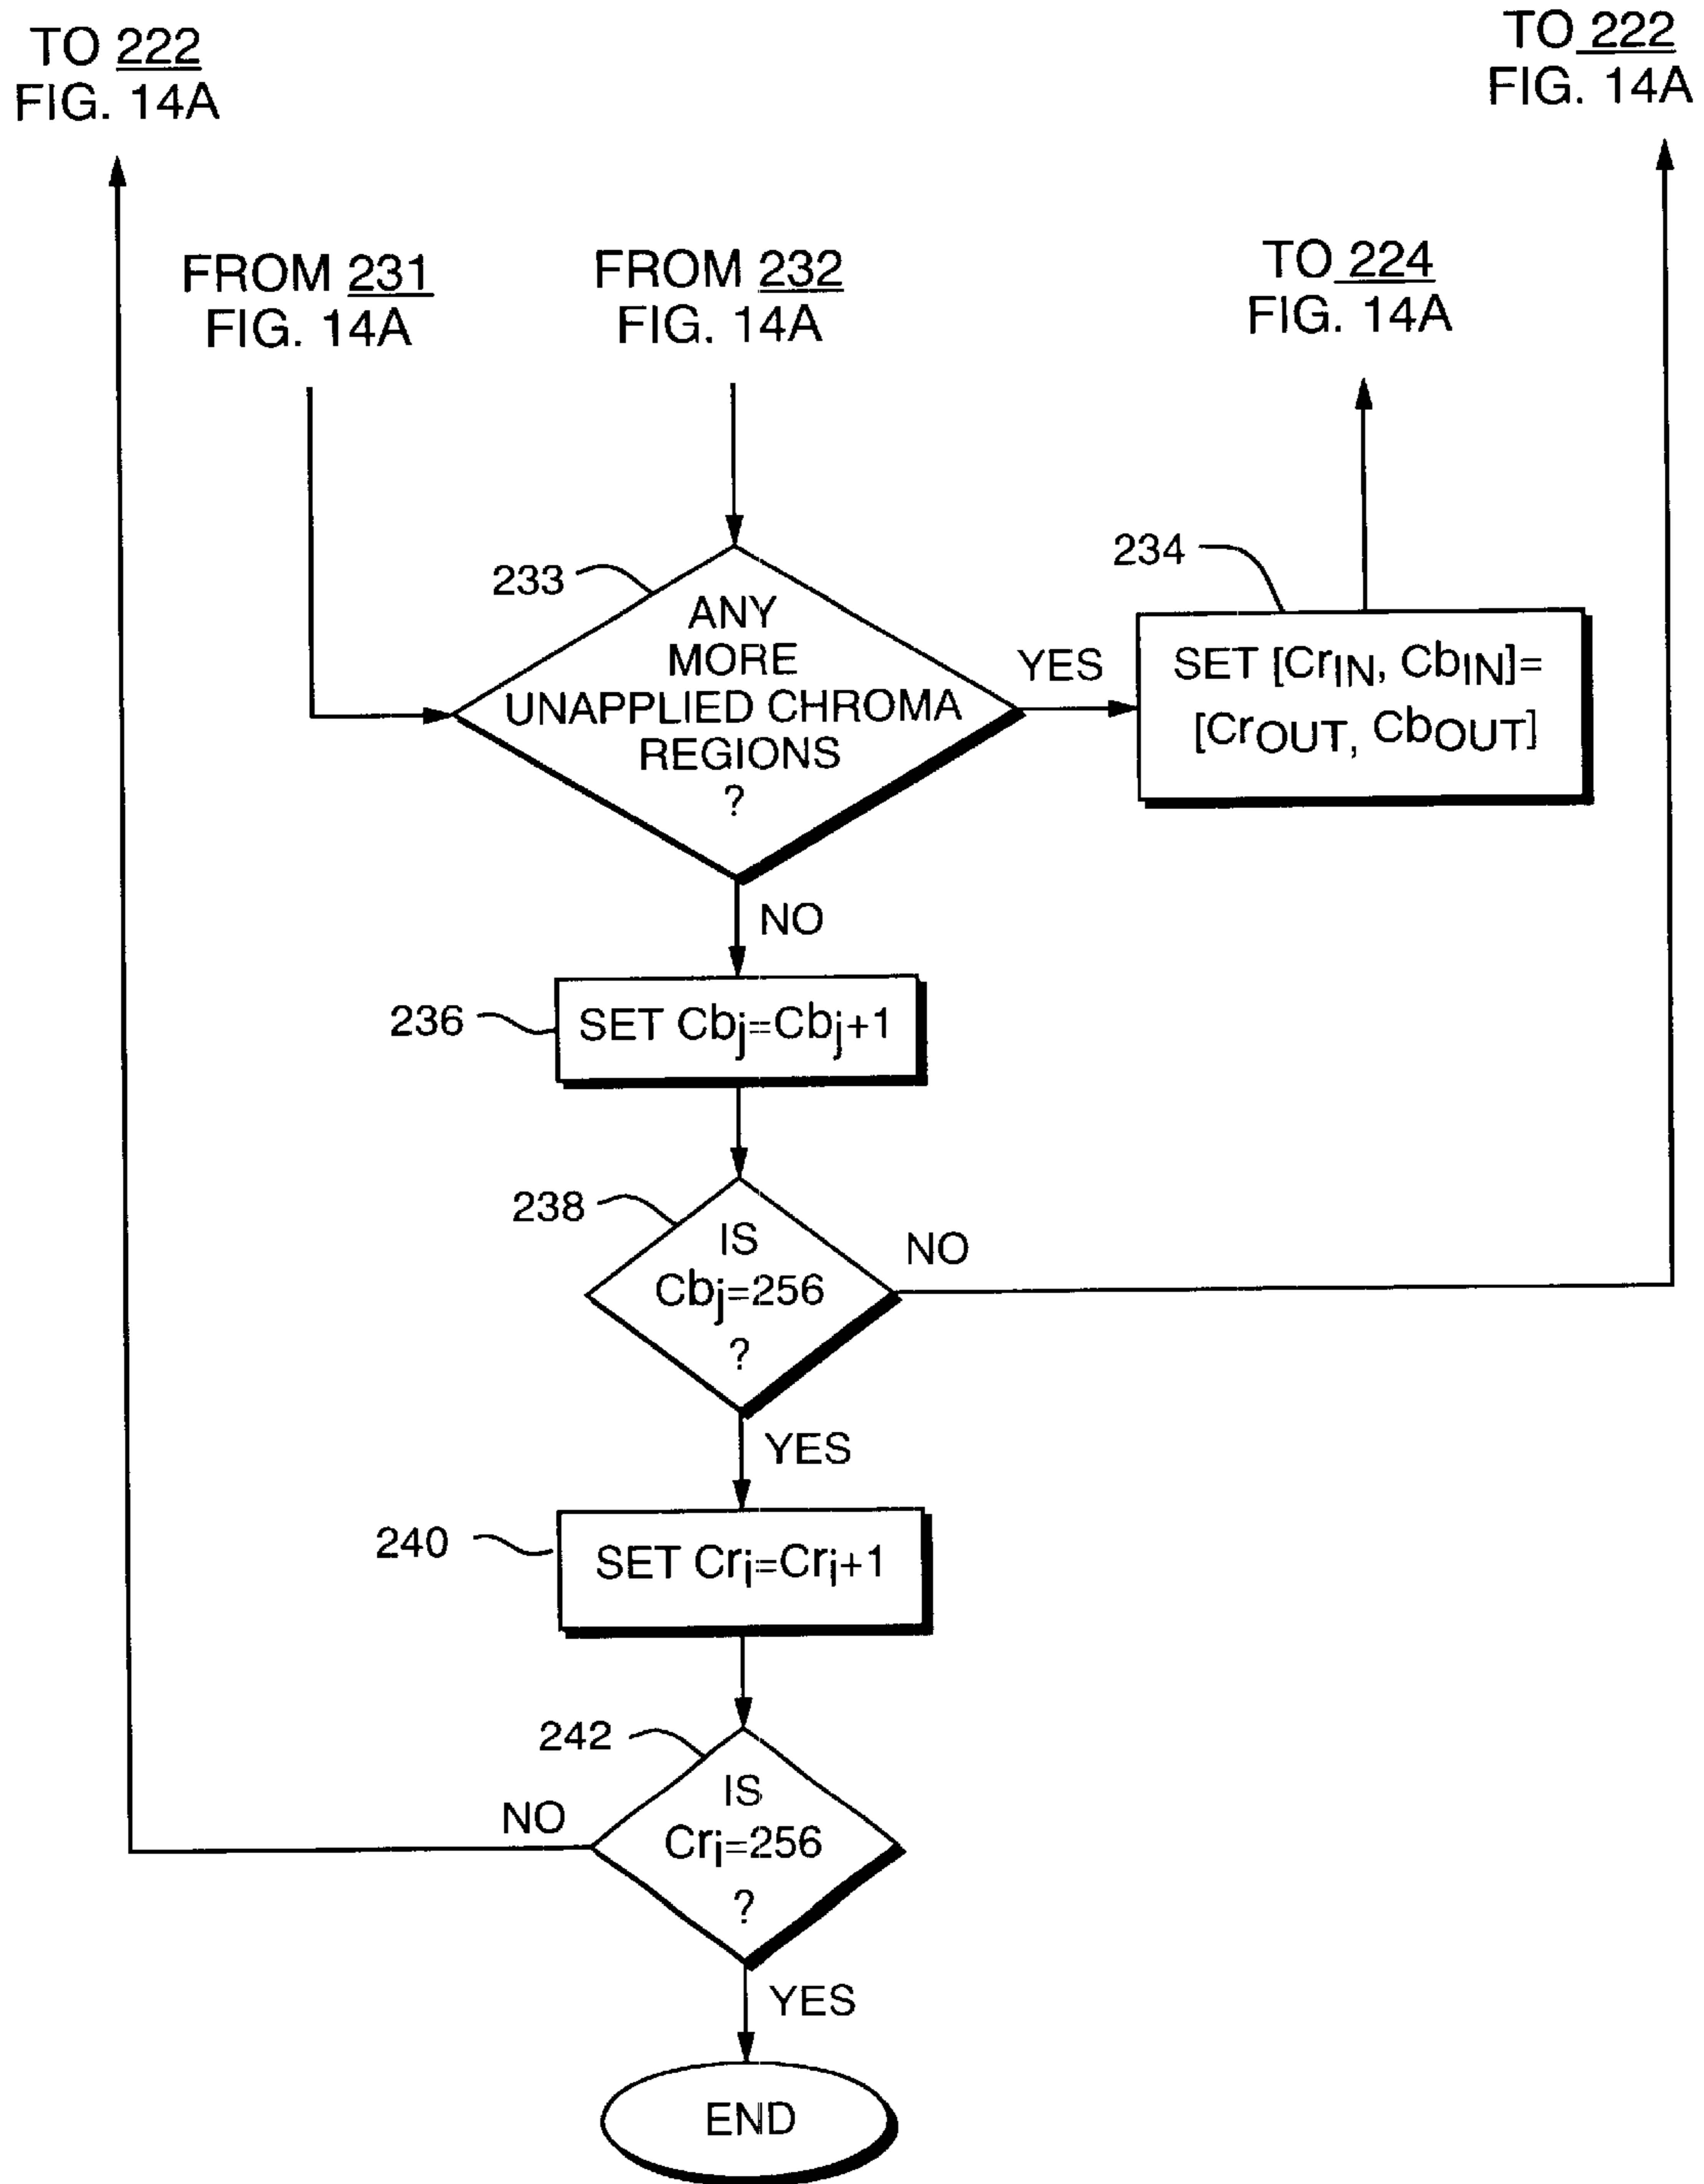 TO 222
FIG. 14A
TO 222
FIG. 14A
FROM 231
FIG. 14A
FROM 232
FIG. 14A
TO 224
FIG. 14A
233
ANY
MORE
UNAPPLIED CHROMA
REGIONS
?
YES
234
SET [CrIN, CbIN]=
[CrOUT, CbOUT]
NO
236
SET Cbj=Cbj+1
238
IS
Cbj=256
?
NO
YES
240
SET Cri=Cri+1
242
IS
Cri=256
?
NO
YES
END